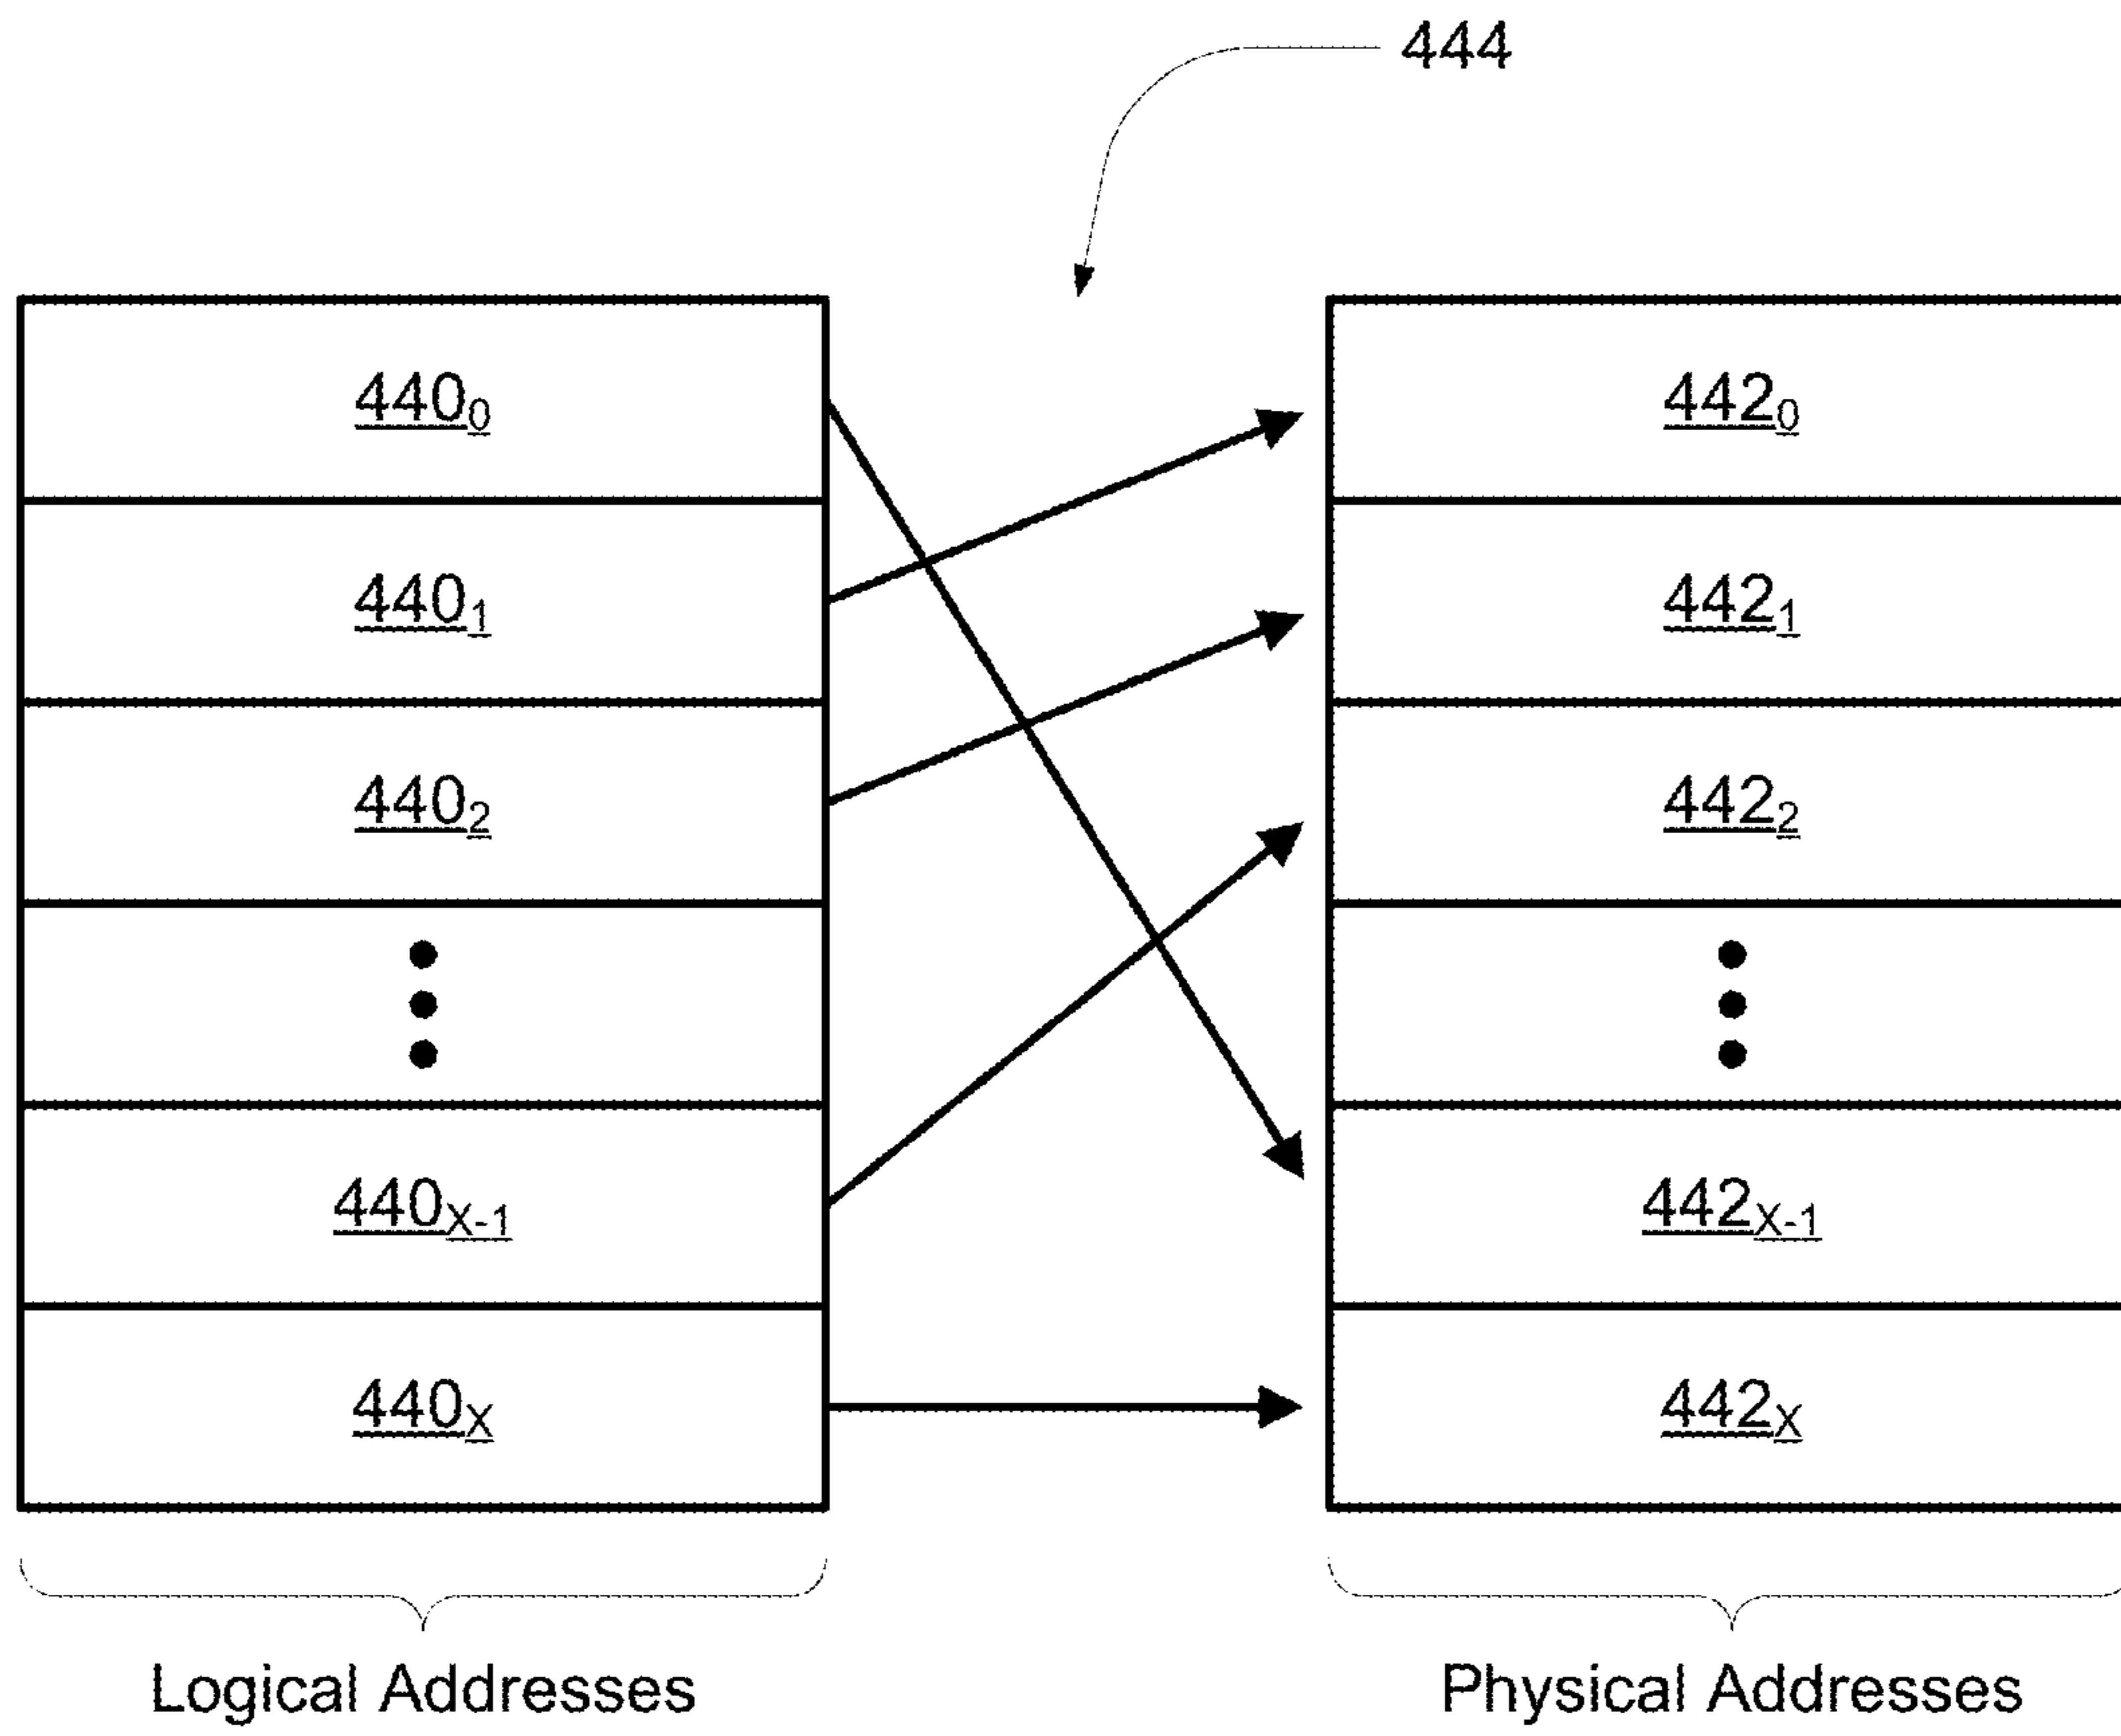 444
440₀ 442₀
440₁ 442₁
440₂ 442₂
440X-1 442X-1
440X 442X
Logical Addresses Physical Addresses